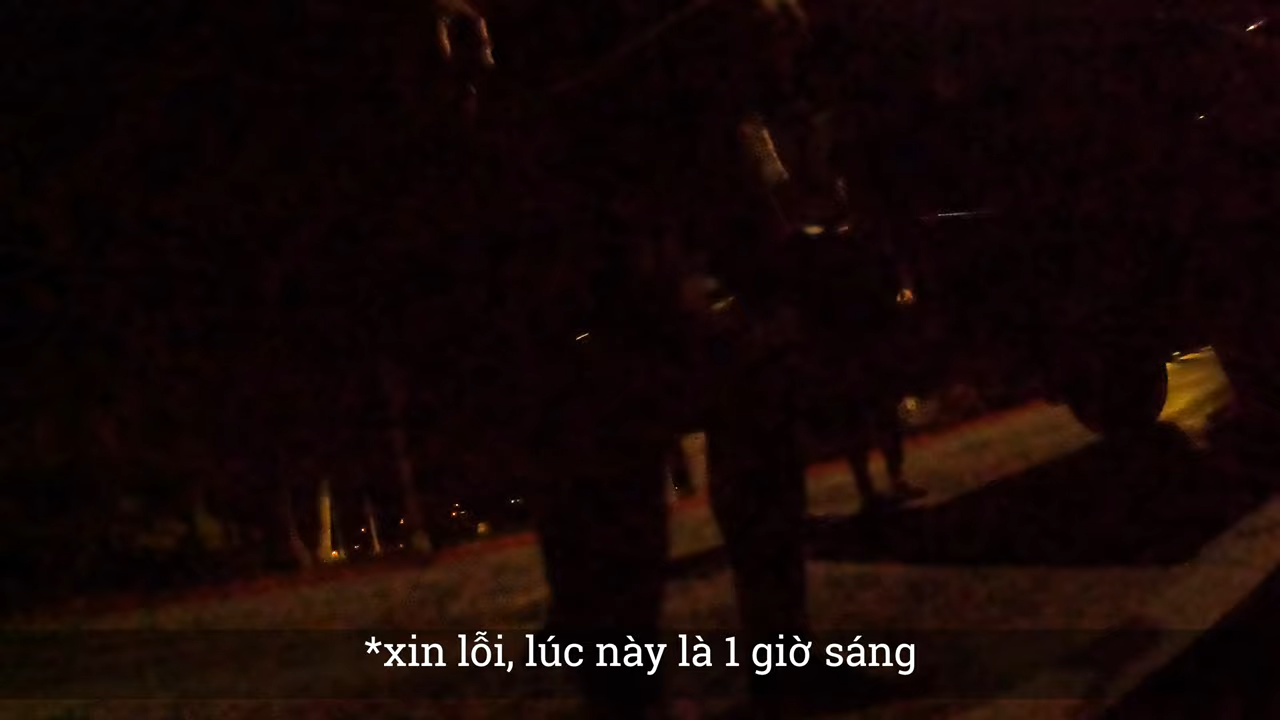 *xin lỗi, lúc này là 1 giờ sáng